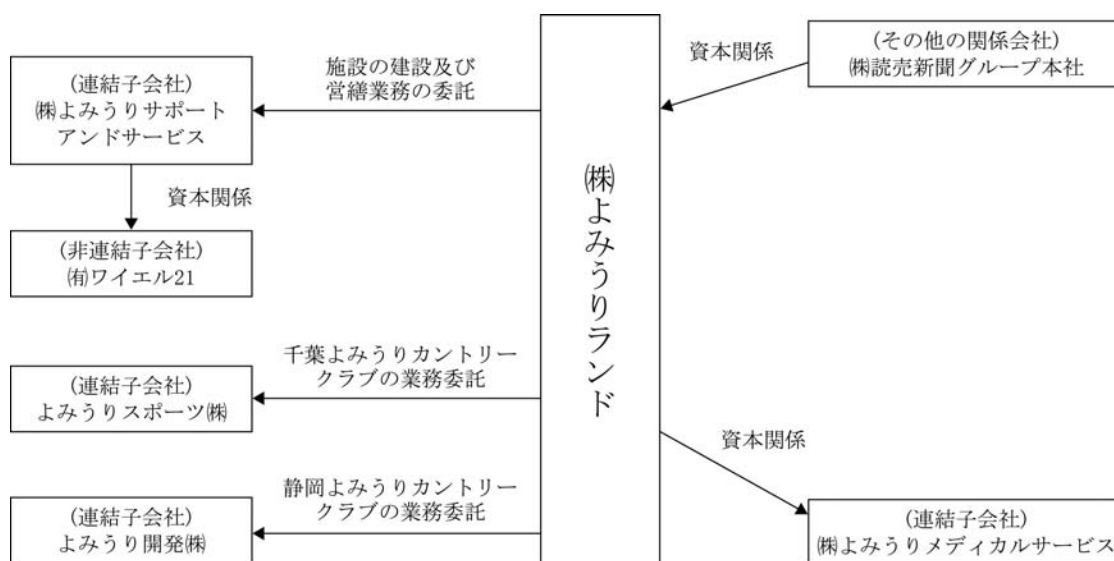 (連結子会社)
㈱よみうりサポート
アンドサービス
施設の建設及び
営繕業務の委託
資本関係
(非連結子会社)
㈲ワイエル21
千葉よみうりカントリー
クラブの業務委託
(連結子会社)
よみうりスポーツ㈱
静岡よみうりカントリー
クラブの業務委託
(連結子会社)
よみうり開発㈱
㈱よみうりランド
資本関係
(その他の関係会社)
㈱読売新聞グループ本社
資本関係
(連結子会社)
㈱よみうりメディカルサービス